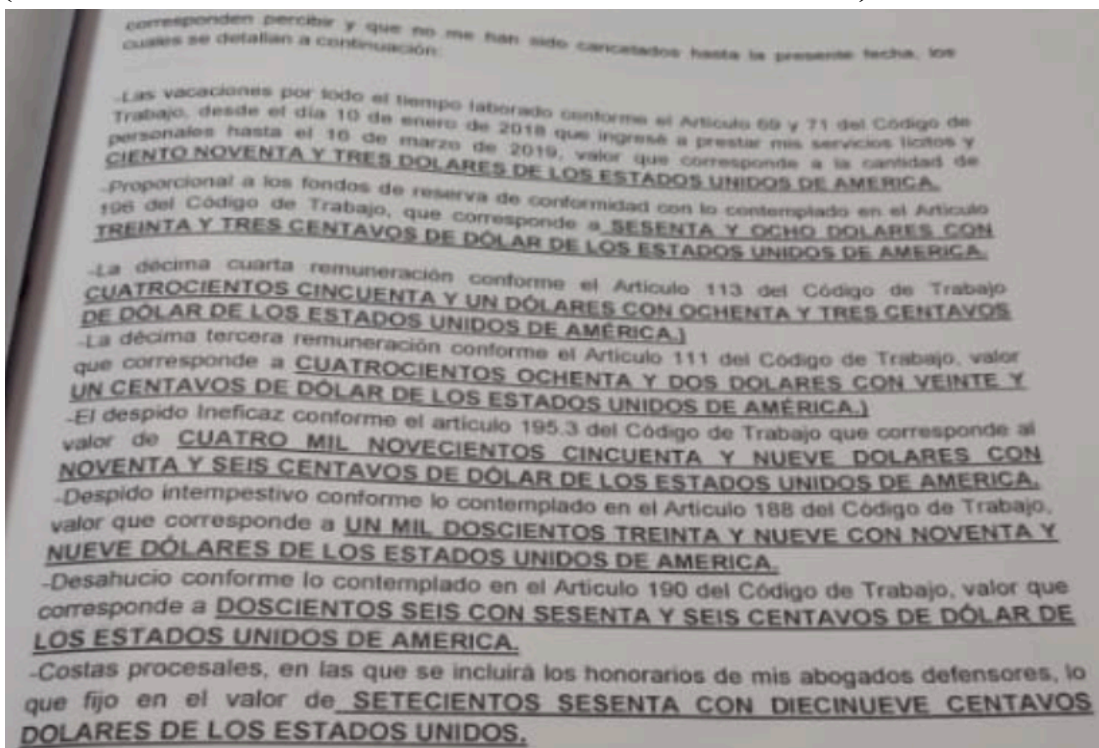 corresponden percibir y que no me han sido cancelados hasta la presente fecha, los
cuales se detallan a continuación:
-Las vacaciones por todo el tiempo laborado conforme el Articulo 69 y 71 del Código de
Trabajo, desde el día 10 de enero de 2018 que ingresé a prestar mis servicios lícitos y
personales hasta el 16 de marzo de 2019, valor que corresponde a la cantidad de
CIENTO NOVENTA Y TRES DOLARES DE LOS ESTADOS UNIDOS DE AMERICA.
-Proporcional a los fondos de reserva de conformidad con lo contemplado en el Articulo
196 del Código de Trabajo, que corresponde a SESENTA Y OCHO DOLARES CON
TREINTA Y TRES CENTAVOS DE DÓLAR DE LOS ESTADOS UNIDOS DE AMERICA.
-La décima cuarta remuneración conforme el Articulo 113 del Código de Trabajo
CUATROCIENTOS CINCUENTA Y UN DÓLARES CON OCHENTA Y TRES CENTAVOS
DE DÓLAR DE LOS ESTADOS UNIDOS DE AMÉRICA.)
-La décima tercera remuneración conforme el Articulo 111 del Código de Trabajo, valor
que corresponde a CUATROCIENTOS OCHENTA Y DOS DOLARES CON VEINTE Y
UN CENTAVOS DE DÓLAR DE LOS ESTADOS UNIDOS DE AMÉRICA.)
-El despido Ineficaz conforme el articulo 195.3 del Código de Trabajo que corresponde al
valor de CUATRO MIL NOVECIENTOS CINCUENTA Y NUEVE DOLARES CON
NOVENTA Y SEIS CENTAVOS DE DÓLAR DE LOS ESTADOS UNIDOS DE AMERICA.
-Despido intempestivo conforme lo contemplado en el Articulo 188 del Código de Trabajo,
valor que corresponde a UN MIL DOSCIENTOS TREINTA Y NUEVE CON NOVENTA Y
NUEVE DÓLARES DE LOS ESTADOS UNIDOS DE AMERICA.
-Desahucio conforme lo contemplado en el Articulo 190 del Código de Trabajo, valor que
corresponde a DOSCIENTOS SEIS CON SESENTA Y SEIS CENTAVOS DE DÓLAR DE
LOS ESTADOS UNIDOS DE AMERICA.
-Costas procesales, en las que se incluirá los honorarios de mis abogados defensores, lo
que fijo en el valor de SETECIENTOS SESENTA CON DIECINUEVE CENTAVOS
DOLARES DE LOS ESTADOS UNIDOS.